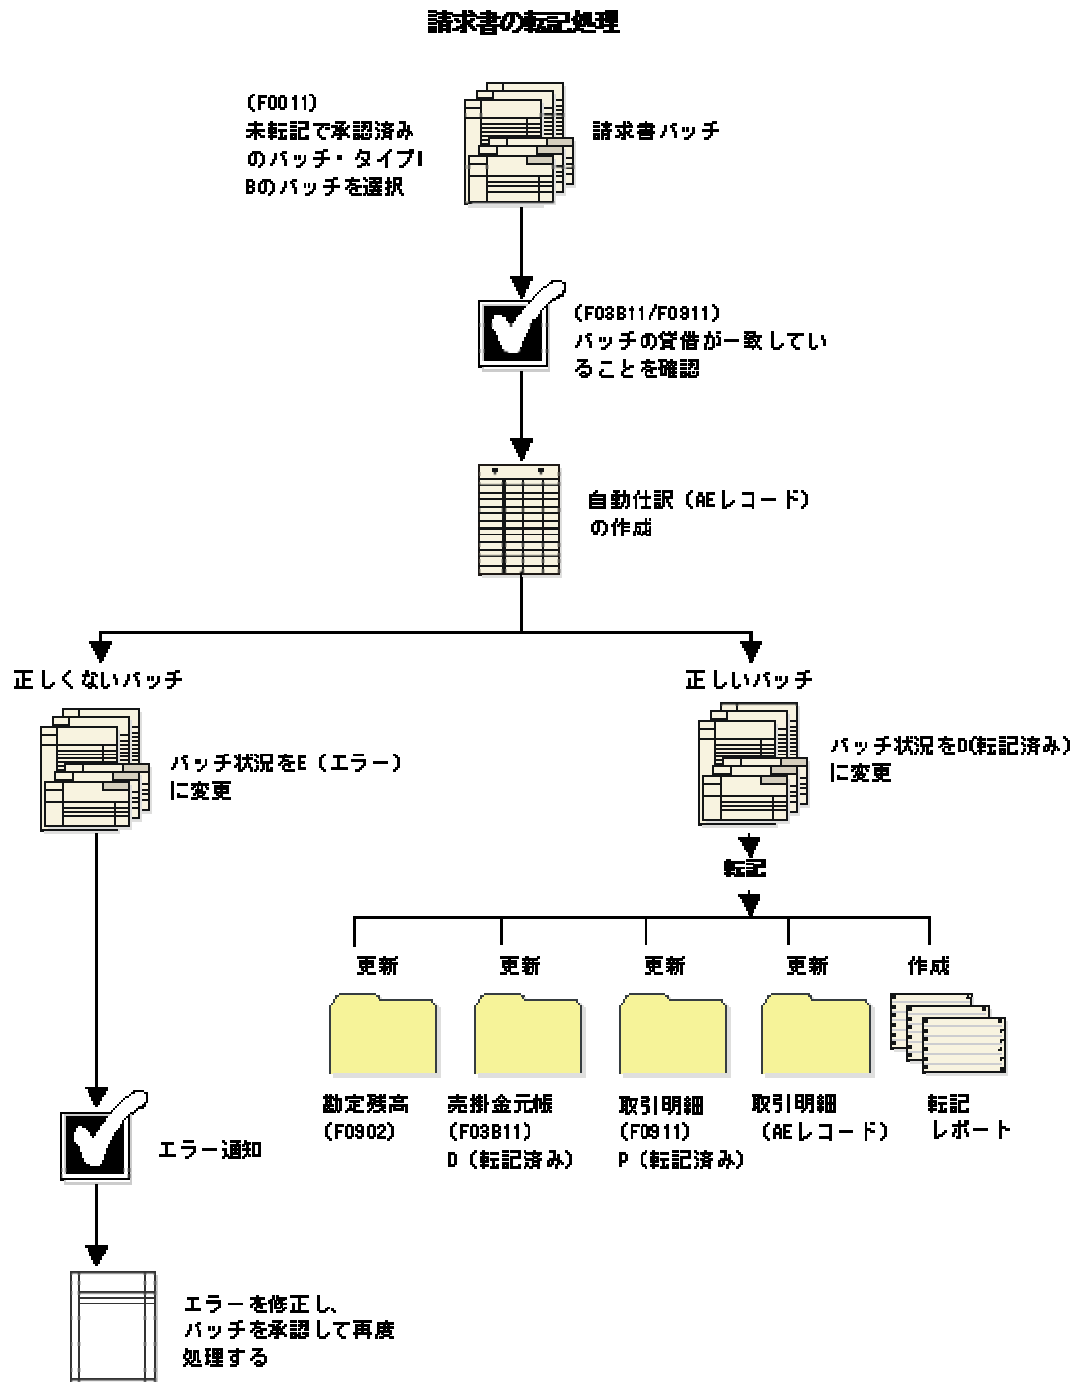 請求書の転記処理
(F0011)
未転記で承認済み
のバッチ・タイプI
Bのバッチを選択
請求書バッチ
(F03B11/F0911)
バッチの貸借が一致してい
ることを確認
自動仕訳（AEレコード）
の作成
正しくないバッチ
正しいバッチ
バッチ状況をE（エラー）
に変更
バッチ状況をD(転記済み)
に変更
転記
更新
更新
更新
更新
作成
勘定残高
(F0902)
売掛金元帳
(F03B11)
D（転記済み）
取引明細
(F0911)
P（転記済み）
取引明細
（AEレコード）
転記
レポート
エラー通知
エラーを修正し、
バッチを承認して再度
処理する